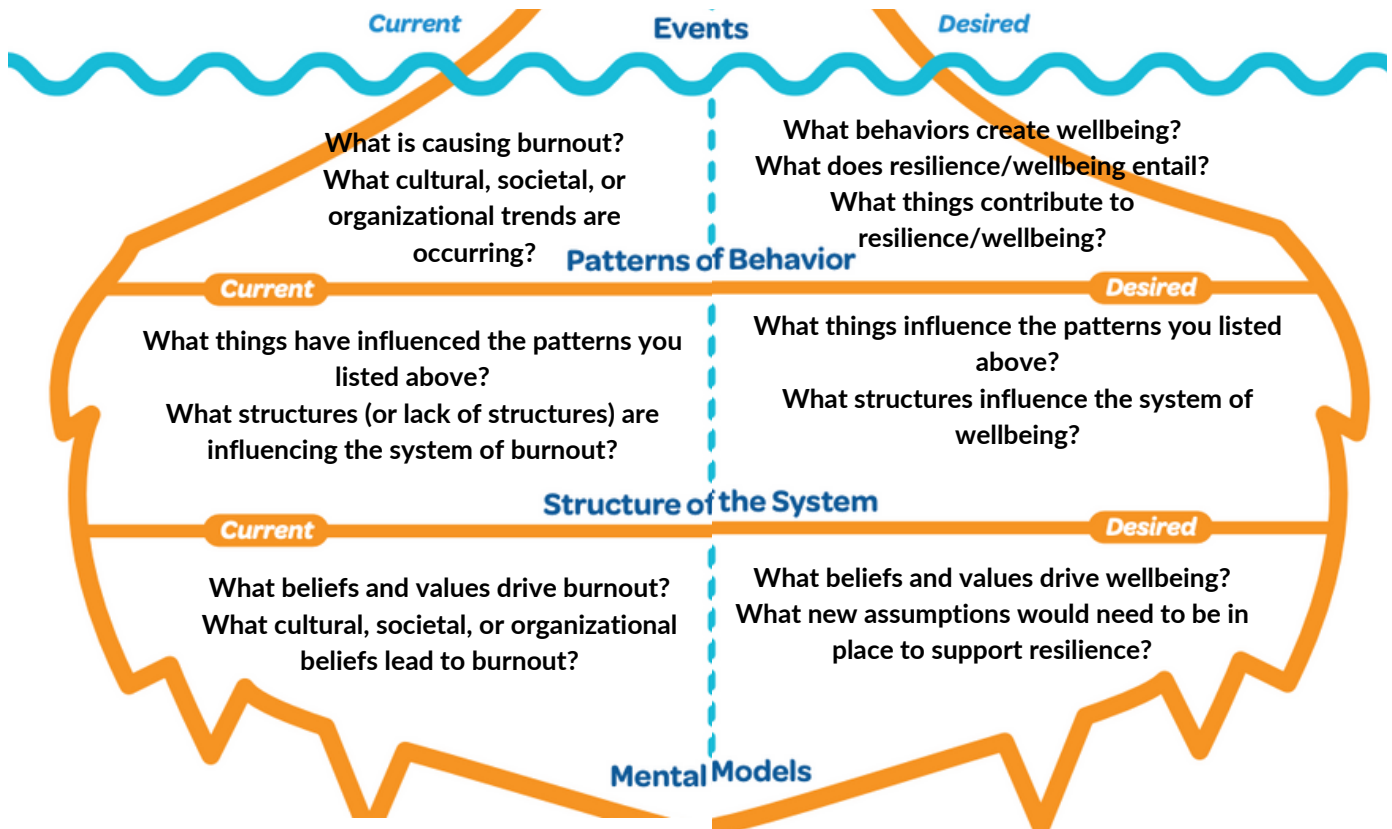 Current
Events
Desired
What is causing burnout?
What cultural, societal, or
organizational trends are
occurring?
What behaviors create wellbeing?
What does resilience/wellbeing entail?
What things contribute to
resilience/wellbeing?
Patterns of Behavior
Current
Desired
What things have influenced the patterns you
listed above?
What structures (or lack of structures) are
influencing the system of burnout?
What things influence the patterns you listed
above?
What structures influence the system of
wellbeing?
Structure of the System
Current
Desired
What beliefs and values drive burnout?
What cultural, societal, or organizational
beliefs lead to burnout?
What beliefs and values drive wellbeing?
What new assumptions would need to be in
place to support resilience?
Mental Models